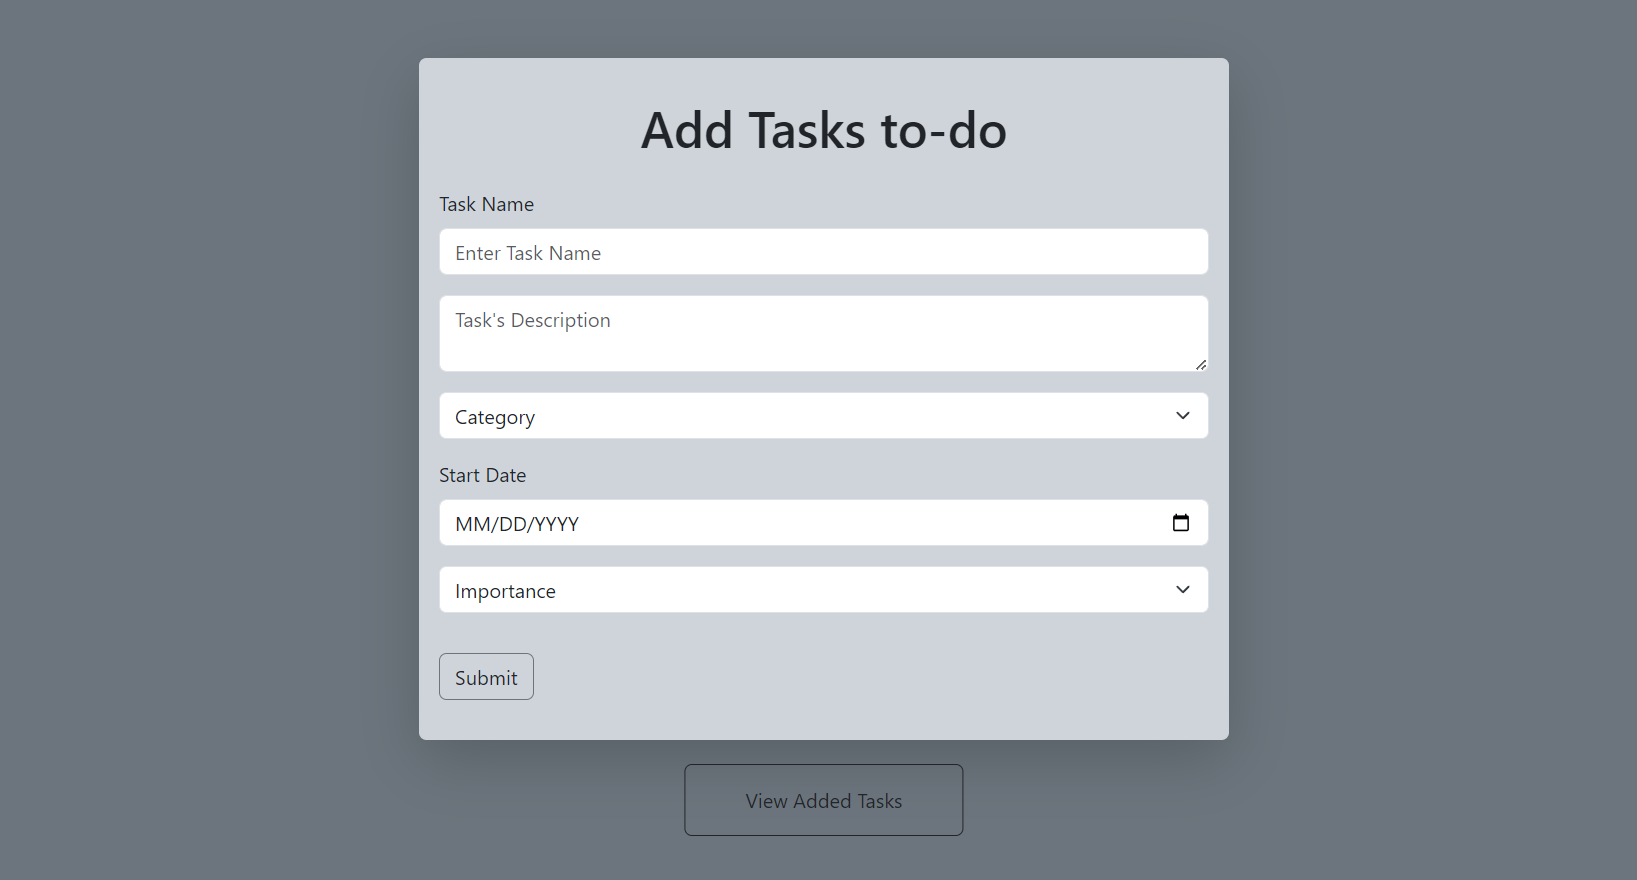 Add Tasks to-do
Task Name
Enter Task Name
Task's Description
Category
Start Date
MM/DD/YYYY
Importance
Submit
View Added Tasks